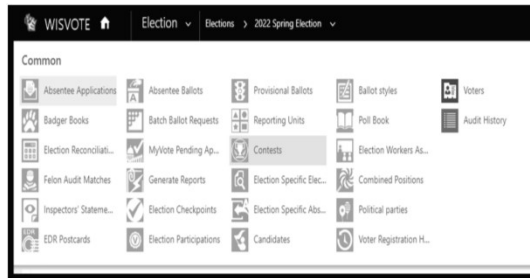 WISVOTE Election Elections > 2022 Spring Election
Common
Absentee Applications Absentee Ballots Provisional Ballots Ballot styles Voters
Badger Books Batch Ballot Requests Reporting Units Poll Book Audit History
Election Reconciliati... MyVote Pending Ap... Contests Election Workers As...
Felon Audit Matches Generate Reports Election Specific Elec... Combined Positions
Inspectors' Stateme... Election Checkpoints Election Specific Abs... Political parties
EDR Postcards Election Participations Candidates Voter Registration H...